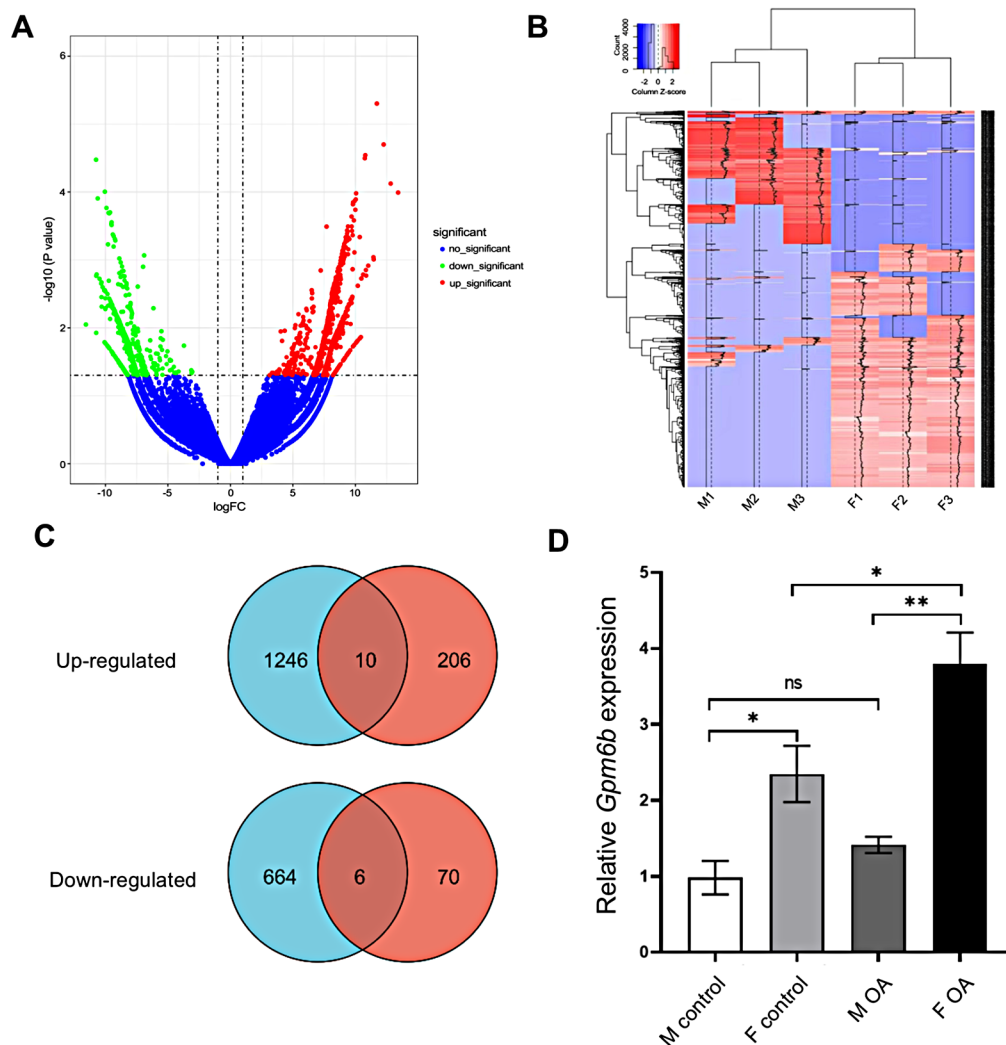 A
6
4
2
0
-log10 (P value)
-10
-5
0
5
10
logFC
significant
no_significant
down_significant
up_significant
B
Count
0 2000 4000
-2 0 2
Column Z-score
M1
M2
M3
F1
F2
F3
C
Up-regulated
1246
10
206
Down-regulated
664
6
70
D
Relative Gpm6b expression
5
4
3
2
1
0
*
**
ns
*
M control
F control
M OA
F OA